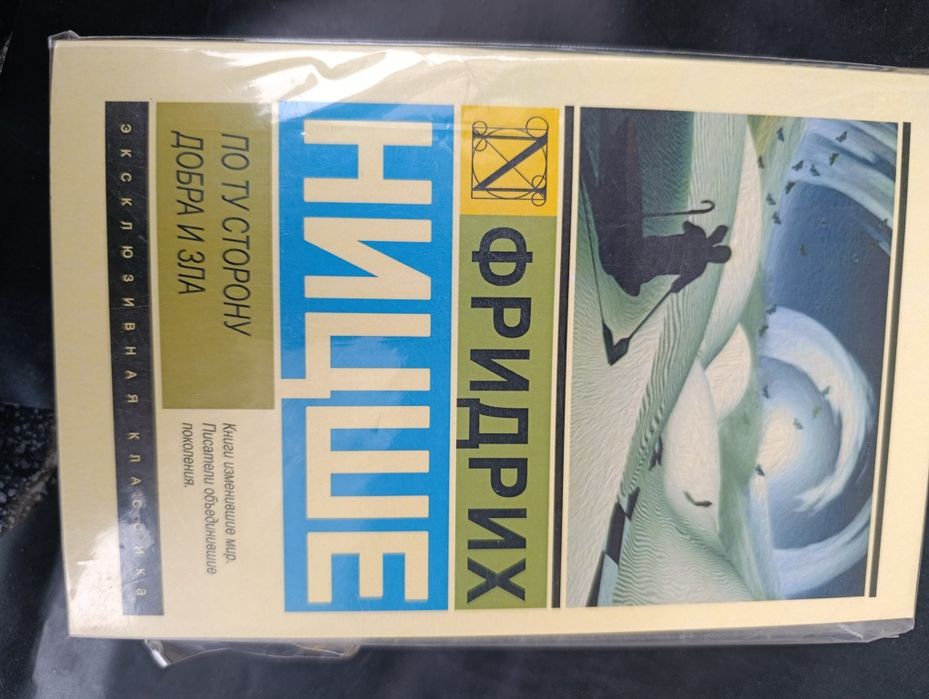 ФРИДРИХ
НИЦШЕ
ПО ТУ СТОРОНУ
ДОБРА И ЗЛА
Книги изменившие мир.
Писатели объединившие
поколения.
ЭКСКЛЮЗИВНАЯ КЛАССИКА